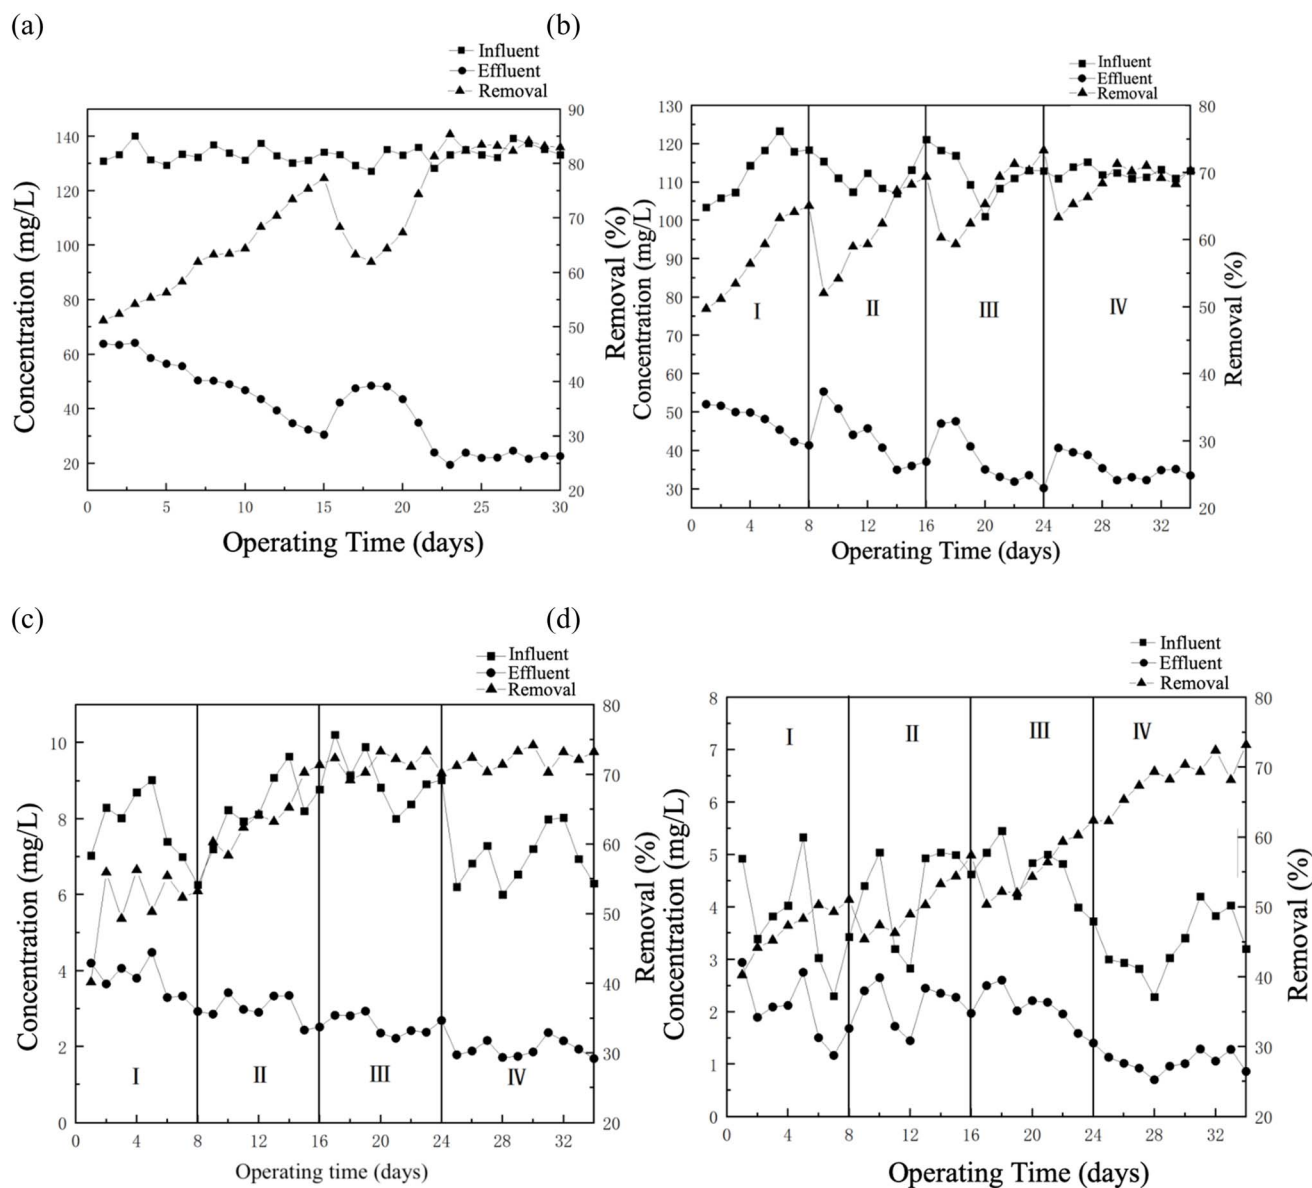 (a)
Influent
Effluent
Removal
Concentration (mg/L)
140
120
100
80
60
40
20
90
80
70
60
50
40
30
20
Removal (%)
0 5 10 15 20 25 30
Operating Time (days)
(b)
Influent
Effluent
Removal
Concentration (mg/L)
130
120
110
100
90
80
70
60
50
40
30
80
70
60
50
40
30
20
Removal (%)
I II III IV
0 4 8 12 16 20 24 28 32
Operating Time (days)
(c)
Influent
Effluent
Removal
Concentration (mg/L)
10
8
6
4
2
0
80
70
60
50
40
30
20
Removal (%)
I II III IV
0 4 8 12 16 20 24 28 32
Operating time (days)
(d)
Influent
Effluent
Removal
Concentration (mg/L)
8
7
6
5
4
3
2
1
0
80
70
60
50
40
30
20
Removal (%)
I II III IV
0 4 8 12 16 20 24 28 32
Operating Time (days)